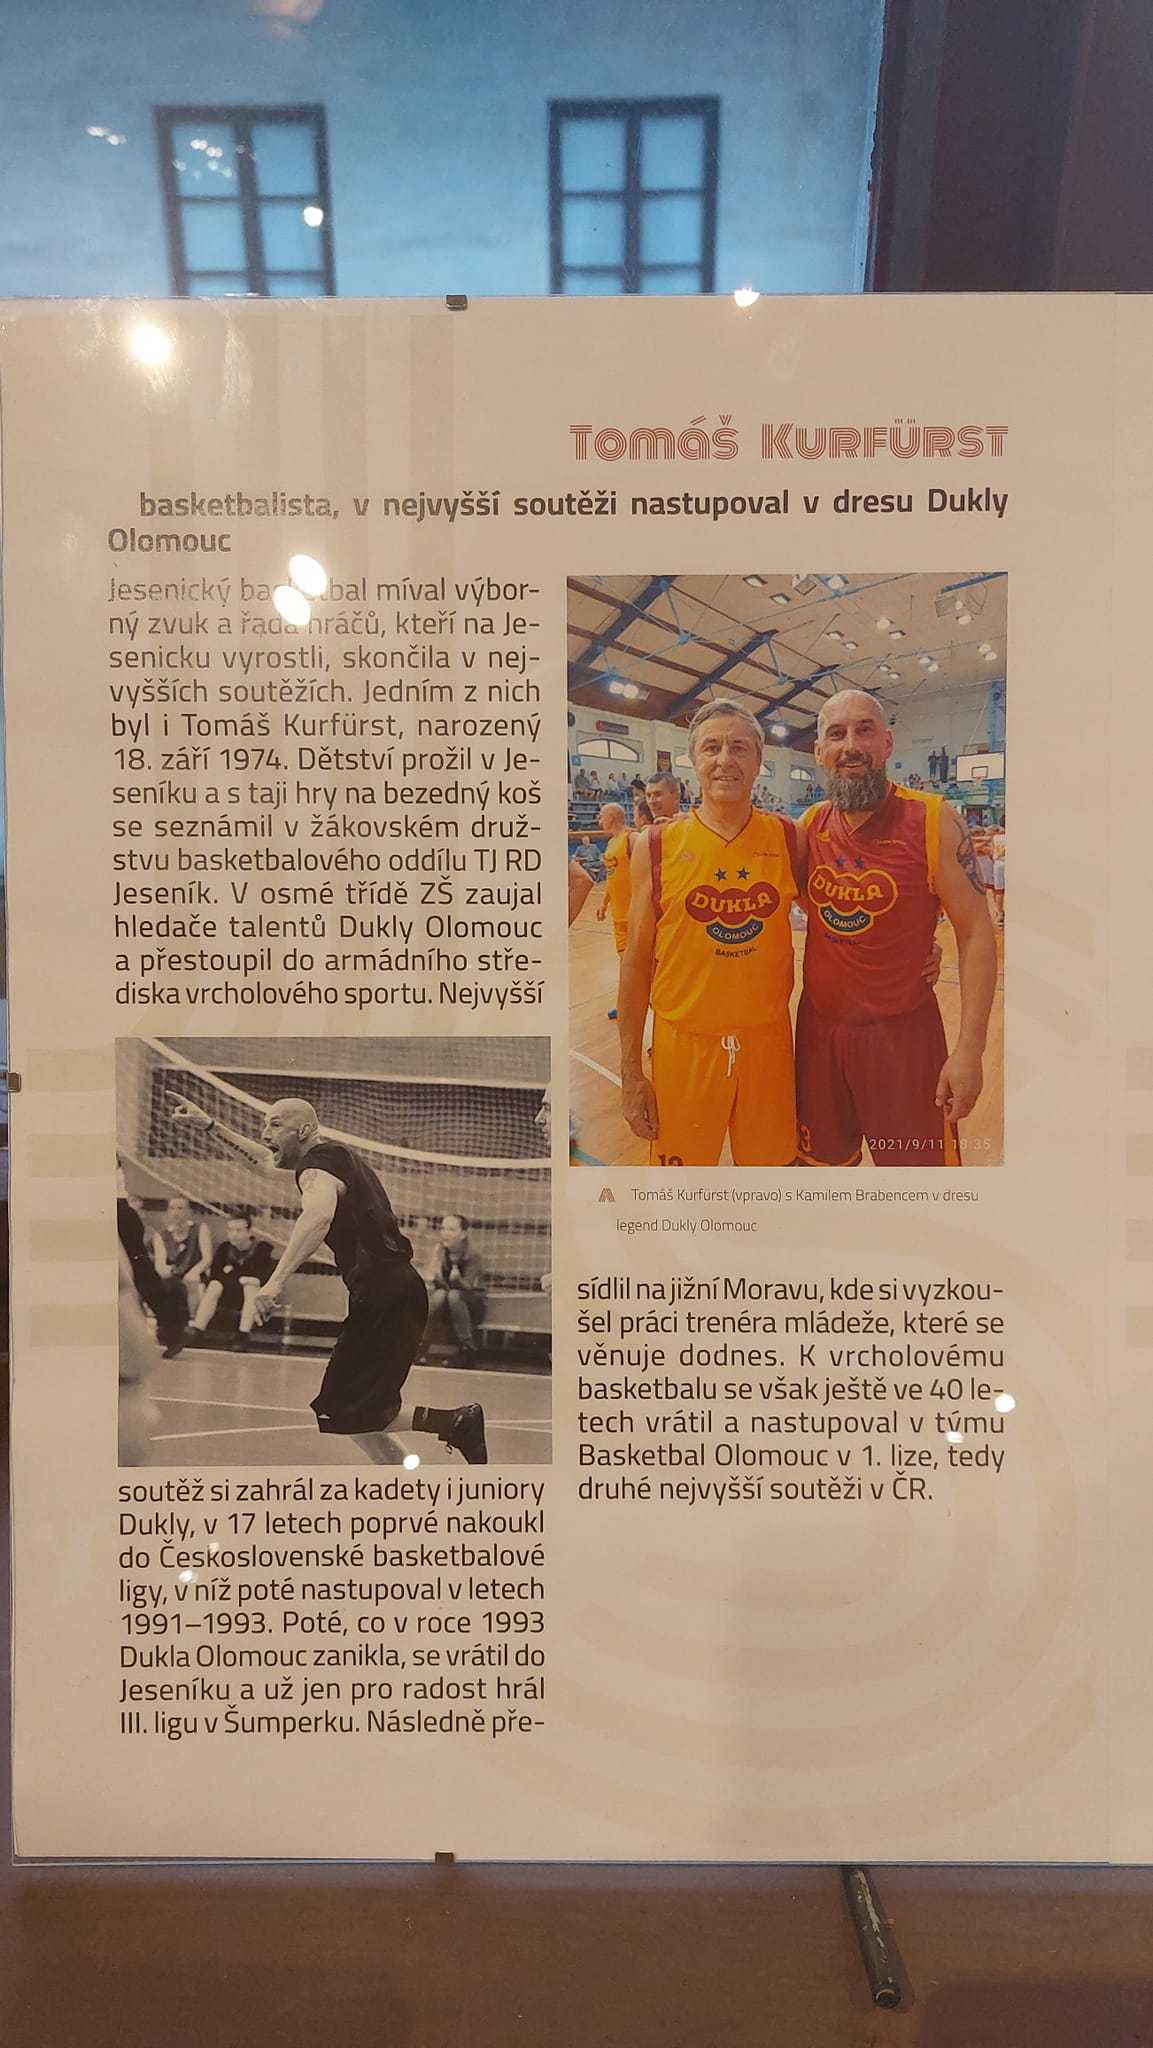 Tomáš Kurfürst
basketbalista, v nejvyšší soutěži nastupoval v dresu Dukly
Olomouc
Jesenický basketbal míval výbor-
ný zvuk a řada hráčů, kteří na Je-
senicku vyrostli, skončila v nej-
vyšších soutěžích. Jedním z nich
byl i Tomáš Kurfürst, narozený
18. září 1974. Dětství prožil v Je-
seníku a s taji hry na bezedný koš
se seznámil v žákovském druž-
stvu basketbalového oddílu TJ RD
Jeseník. V osmé třídě ZŠ zaujal
hledače talentů Dukly Olomouc
a přestoupil do armádního stře-
diska vrcholového sportu. Nejvyšší
soutěž si zahrál za kadety i juniory
Dukly, v 17 letech poprvé nakoukl
do Československé basketbalové
ligy, v níž poté nastupoval v letech
1991–1993. Poté, co v roce 1993
Dukla Olomouc zanikla, se vrátil do
Jeseníku a už jen pro radost hrál
III. ligu v Šumperku. Následně pře-
DUKLA
OLOMOUC
BASKETBAL
DUKLA
OLOMOUC
BASKETBAL
2021/9/11 18:35
Tomáš Kurfürst (vpravo) s Kamilem Brabencem v dresu
legend Dukly Olomouc
sídlil na jižní Moravu, kde si vyzkou-
šel práci trenéra mládeže, které se
věnuje dodnes. K vrcholovému
basketbalu se však ještě ve 40 le-
tech vrátil a nastupoval v týmu
Basketbal Olomouc v 1. lize, tedy
druhé nejvyšší soutěži v ČR.